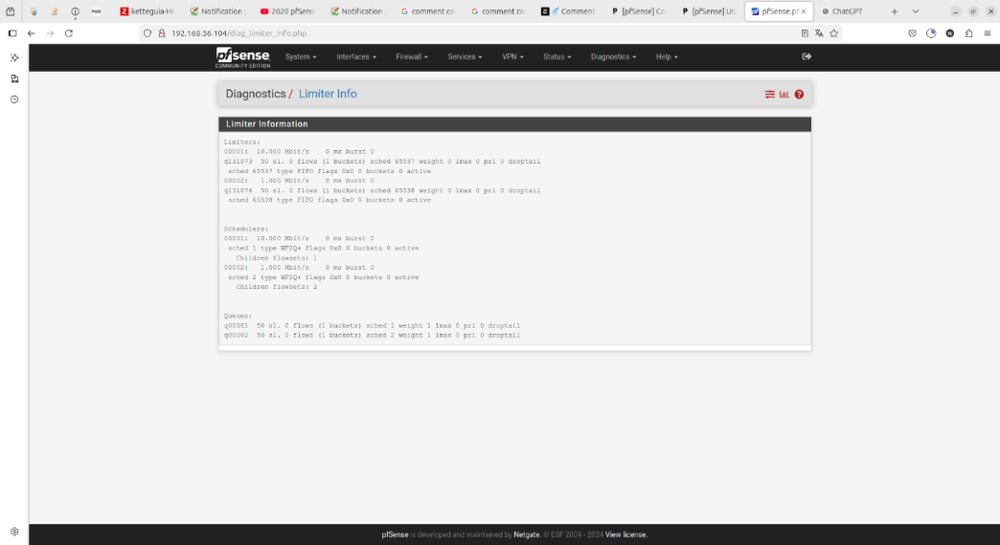 ketteguia-HF
Notification
2020 pfSens
Notification
comment co
comment co
Comment
[pfSense] Co
[pfSense] Ut
pfSense.pf
ChatGPT
192.168.56.104/diag_limiter_info.php
pfsense
COMMUNITY EDITION
System
Interfaces
Firewall
Services
VPN
Status
Diagnostics
Help
Diagnostics / Limiter Info
Limiter Information
Limiters:
00001: 10.000 Mbit/s 0 ms burst 0
q131073 50 sl. 0 flows (1 buckets) sched 65537 weight 0 lmax 0 pri 0 droptail
sched 65537 type FIFO flags 0x0 0 buckets 0 active
00002: 1.000 Mbit/s 0 ms burst 0
q131074 50 sl. 0 flows (1 buckets) sched 65538 weight 0 lmax 0 pri 0 droptail
sched 65538 type FIFO flags 0x0 0 buckets 0 active
Schedulers:
00001: 10.000 Mbit/s 0 ms burst 0
sched 1 type WF2Q+ flags 0x0 0 buckets 0 active
Children flowsets: 1
00002: 1.000 Mbit/s 0 ms burst 0
sched 2 type WF2Q+ flags 0x0 0 buckets 0 active
Children flowsets: 2
Queues:
q00001 50 sl. 0 flows (1 buckets) sched 1 weight 1 lmax 0 pri 0 droptail
q00002 50 sl. 0 flows (1 buckets) sched 2 weight 1 lmax 0 pri 0 droptail
pfSense is developed and maintained by Netgate. © ESF 2004 - 2024 View license.